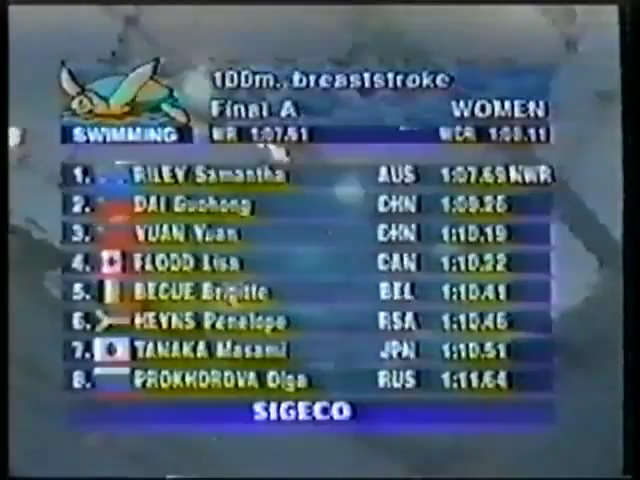 100m. breaststroke
Final A WOMEN
SWIMMING WR 1:07.91 WCR 1:08.11
1. RILEY Samantha AUS 1:07.69 NWR
2. DAI Guohong CHN 1:09.26
3. YUAN Yuan CHN 1:10.19
4. FLOOD Lisa CAN 1:10.22
5. BECUE Brigitte BEL 1:10.41
6. HEYNS Penelope RSA 1:10.46
7. TANAKA Masami JPN 1:10.51
8. PROKHOROVA Olga RUS 1:11.64
SIGECO